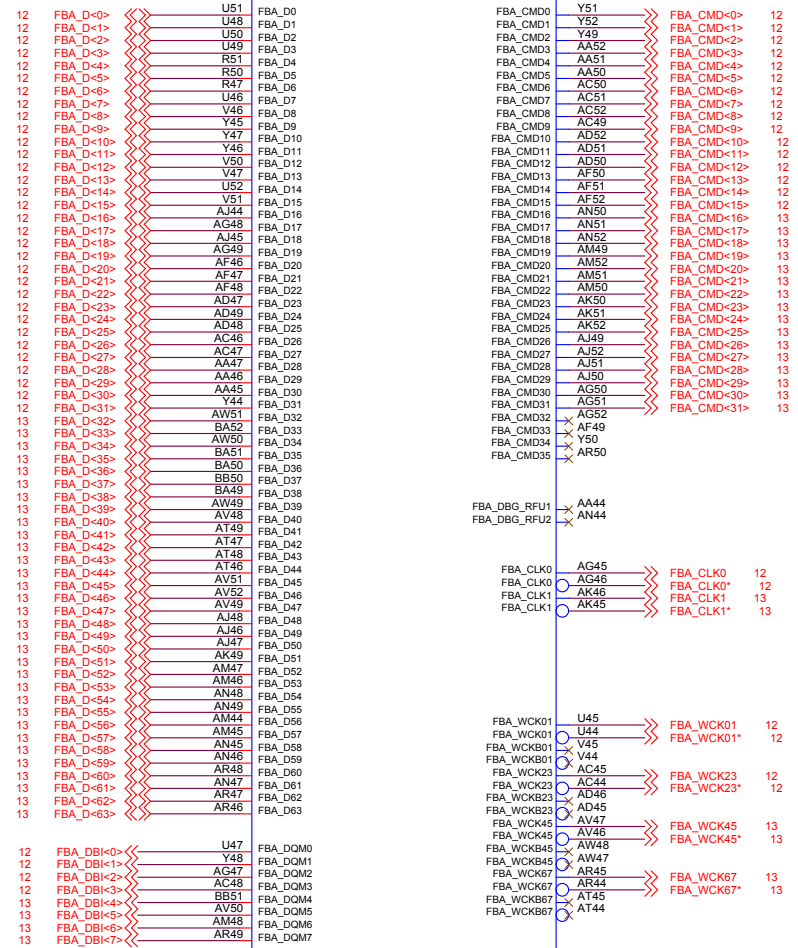 12 FBA_D<0> U51 FBA_D0
12 FBA_D<1> U48 FBA_D1
12 FBA_D<2> U50 FBA_D2
12 FBA_D<3> U49 FBA_D3
12 FBA_D<4> R51 FBA_D4
12 FBA_D<5> R50 FBA_D5
12 FBA_D<6> R47 FBA_D6
12 FBA_D<7> U46 FBA_D7
12 FBA_D<8> V46 FBA_D8
12 FBA_D<9> Y45 FBA_D9
12 FBA_D<10> Y47 FBA_D10
12 FBA_D<11> Y46 FBA_D11
12 FBA_D<12> V50 FBA_D12
12 FBA_D<13> V47 FBA_D13
12 FBA_D<14> U52 FBA_D14
12 FBA_D<15> V51 FBA_D15
12 FBA_D<16> AJ44 FBA_D16
12 FBA_D<17> AG48 FBA_D17
12 FBA_D<18> AJ45 FBA_D18
12 FBA_D<19> AG49 FBA_D19
12 FBA_D<20> AF46 FBA_D20
12 FBA_D<21> AF47 FBA_D21
12 FBA_D<22> AF48 FBA_D22
12 FBA_D<23> AD47 FBA_D23
12 FBA_D<24> AD49 FBA_D24
12 FBA_D<25> AD48 FBA_D25
12 FBA_D<26> AC46 FBA_D26
12 FBA_D<27> AC47 FBA_D27
12 FBA_D<28> AA47 FBA_D28
12 FBA_D<29> AA46 FBA_D29
12 FBA_D<30> AA45 FBA_D30
12 FBA_D<31> Y44 FBA_D31
13 FBA_D<32> AW51 FBA_D32
13 FBA_D<33> BA52 FBA_D33
13 FBA_D<34> AW50 FBA_D34
13 FBA_D<35> BA51 FBA_D35
13 FBA_D<36> BA50 FBA_D36
13 FBA_D<37> BB50 FBA_D37
13 FBA_D<38> BA49 FBA_D38
13 FBA_D<39> AW49 FBA_D39
13 FBA_D<40> AV48 FBA_D40
13 FBA_D<41> AT49 FBA_D41
13 FBA_D<42> AT47 FBA_D42
13 FBA_D<43> AT48 FBA_D43
13 FBA_D<44> AT46 FBA_D44
13 FBA_D<45> AV51 FBA_D45
13 FBA_D<46> AV52 FBA_D46
13 FBA_D<47> AV49 FBA_D47
13 FBA_D<48> AJ48 FBA_D48
13 FBA_D<49> AJ46 FBA_D49
13 FBA_D<50> AJ47 FBA_D50
13 FBA_D<51> AK49 FBA_D51
13 FBA_D<52> AM47 FBA_D52
13 FBA_D<53> AM46 FBA_D53
13 FBA_D<54> AN48 FBA_D54
13 FBA_D<55> AN49 FBA_D55
13 FBA_D<56> AM44 FBA_D56
13 FBA_D<57> AM45 FBA_D57
13 FBA_D<58> AN45 FBA_D58
13 FBA_D<59> AN46 FBA_D59
13 FBA_D<60> AR48 FBA_D60
13 FBA_D<61> AN47 FBA_D61
13 FBA_D<62> AR47 FBA_D62
13 FBA_D<63> AR46 FBA_D63
12 FBA_DBI<0> U47 FBA_DQM0
12 FBA_DBI<1> Y48 FBA_DQM1
12 FBA_DBI<2> AG47 FBA_DQM2
12 FBA_DBI<3> AC48 FBA_DQM3
13 FBA_DBI<4> BB51 FBA_DQM4
13 FBA_DBI<5> AV50 FBA_DQM5
13 FBA_DBI<6> AM48 FBA_DQM6
13 FBA_DBI<7> AR49 FBA_DQM7
FBA_CMD0 Y51 FBA_CMD<0> 12
FBA_CMD1 Y52 FBA_CMD<1> 12
FBA_CMD2 Y49 FBA_CMD<2> 12
FBA_CMD3 AA52 FBA_CMD<3> 12
FBA_CMD4 AA51 FBA_CMD<4> 12
FBA_CMD5 AA50 FBA_CMD<5> 12
FBA_CMD6 AC50 FBA_CMD<6> 12
FBA_CMD7 AC51 FBA_CMD<7> 12
FBA_CMD8 AC52 FBA_CMD<8> 12
FBA_CMD9 AC49 FBA_CMD<9> 12
FBA_CMD10 AD52 FBA_CMD<10> 12
FBA_CMD11 AD51 FBA_CMD<11> 12
FBA_CMD12 AD50 FBA_CMD<12> 12
FBA_CMD13 AF50 FBA_CMD<13> 12
FBA_CMD14 AF51 FBA_CMD<14> 12
FBA_CMD15 AF52 FBA_CMD<15> 12
FBA_CMD16 AN50 FBA_CMD<16> 13
FBA_CMD17 AN51 FBA_CMD<17> 13
FBA_CMD18 AN52 FBA_CMD<18> 13
FBA_CMD19 AM49 FBA_CMD<19> 13
FBA_CMD20 AM52 FBA_CMD<20> 13
FBA_CMD21 AM51 FBA_CMD<21> 13
FBA_CMD22 AM50 FBA_CMD<22> 13
FBA_CMD23 AK50 FBA_CMD<23> 13
FBA_CMD24 AK51 FBA_CMD<24> 13
FBA_CMD25 AK52 FBA_CMD<25> 13
FBA_CMD26 AJ49 FBA_CMD<26> 13
FBA_CMD27 AJ52 FBA_CMD<27> 13
FBA_CMD28 AJ51 FBA_CMD<28> 13
FBA_CMD29 AJ50 FBA_CMD<29> 13
FBA_CMD30 AG50 FBA_CMD<30> 13
FBA_CMD31 AG51 FBA_CMD<31> 13
FBA_CMD32 AG52
FBA_CMD33 AF49
FBA_CMD34 Y50
FBA_CMD35 AR50
FBA_DBG_RFU1 AA44
FBA_DBG_RFU2 AN44
FBA_CLK0 AG45 FBA_CLK0 12
FBA_CLK0 AG46 FBA_CLK0* 12
FBA_CLK1 AK46 FBA_CLK1 13
FBA_CLK1 AK45 FBA_CLK1* 13
FBA_WCK01 U45 FBA_WCK01 12
FBA_WCK01 U44 FBA_WCK01* 12
FBA_WCKB01 V45
FBA_WCKB01 V44
FBA_WCK23 AC45 FBA_WCK23 12
FBA_WCK23 AC44 FBA_WCK23* 12
FBA_WCKB23 AD46
FBA_WCKB23 AD45
FBA_WCK45 AV47 FBA_WCK45 13
FBA_WCK45 AV46 FBA_WCK45* 13
FBA_WCKB45 AW48
FBA_WCKB45 AW47
FBA_WCK67 AR45 FBA_WCK67 13
FBA_WCK67 AR44 FBA_WCK67* 13
FBA_WCKB67 AT45
FBA_WCKB67 AT44